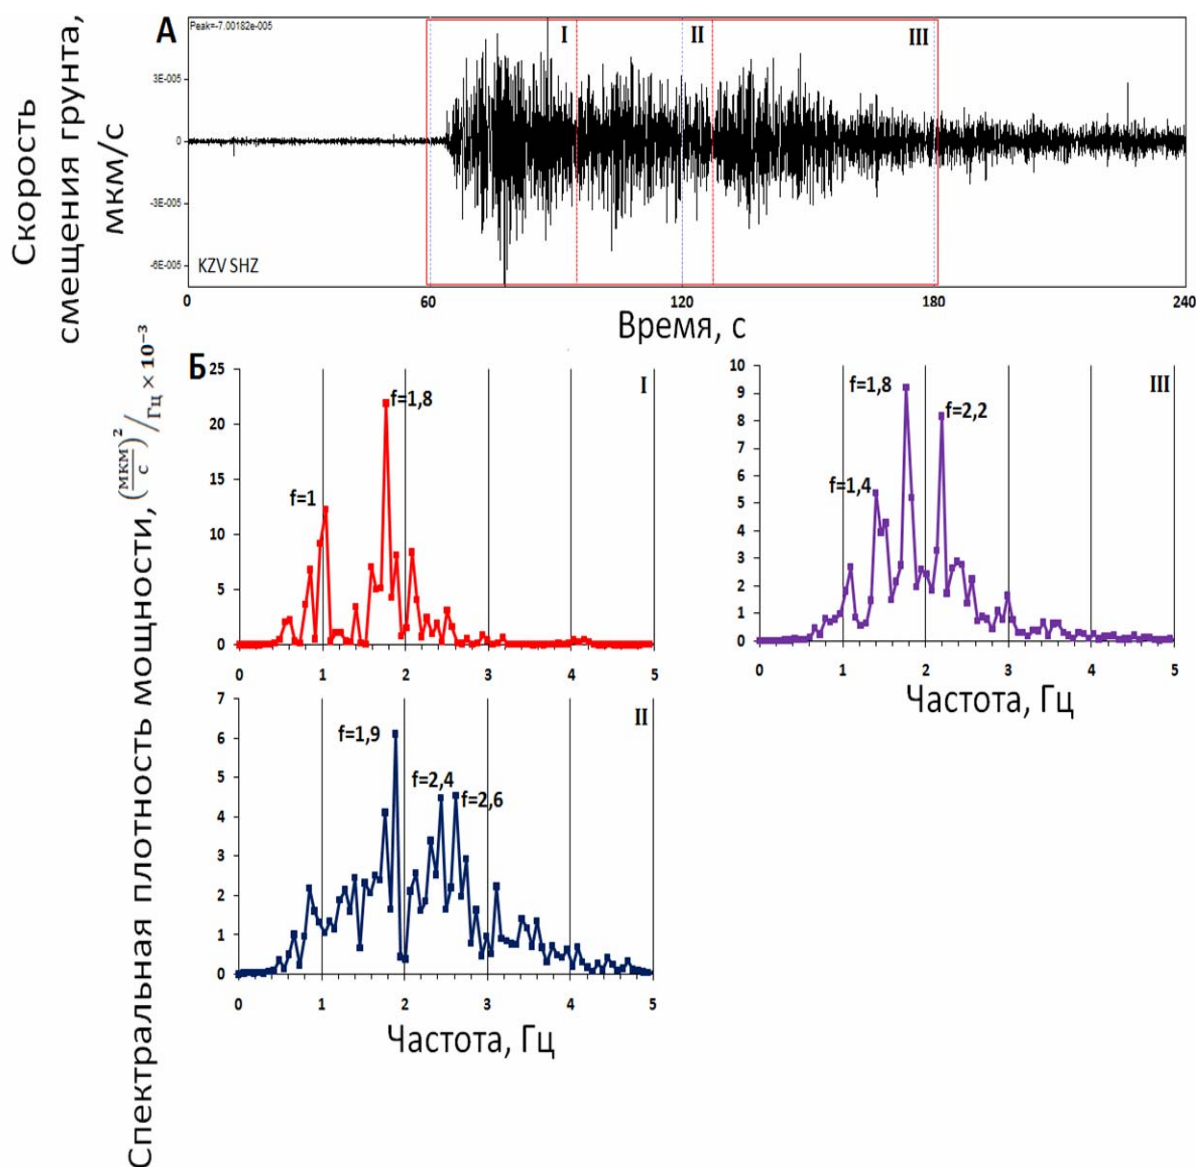 Скорость
смещения грунта,
мкм/с
А
Peak=-7.00182e-005
I
II
III
3E-005
0
-3E-005
-6E-005
KZV SHZ
0 60 120 180 240
Время, с
Спектральная плотность мощности, (мкм/с)²/Гц × 10⁻³
Б
25
20
15
10
5
0
I
f=1
f=1,8
0 1 2 3 4 5
10
9
8
7
6
5
4
3
2
1
0
III
f=1,8
f=2,2
f=1,4
0 1 2 3 4 5
Частота, Гц
7
6
5
4
3
2
1
0
II
f=1,9
f=2,4
f=2,6
0 1 2 3 4 5
Частота, Гц